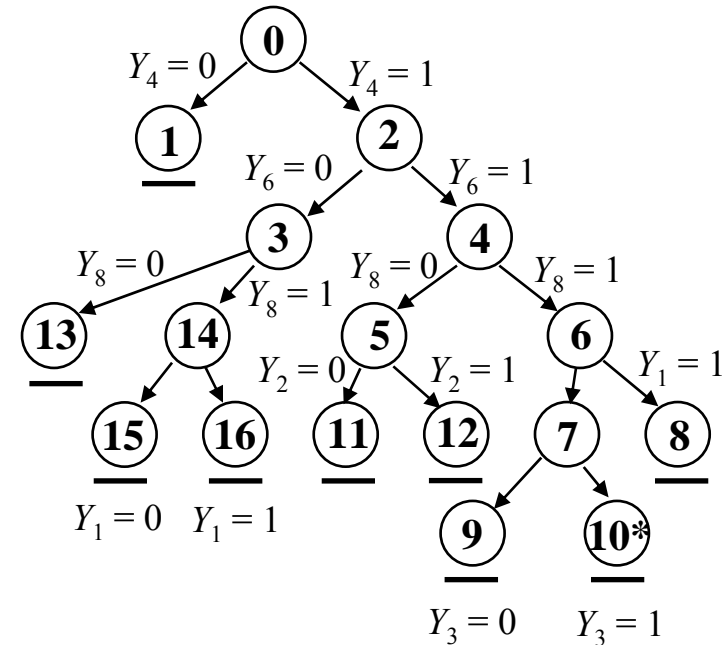 0
Y₄ = 0 Y₄ = 1
1 2
Y₆ = 0 Y₆ = 1
3 4
Y₈ = 0 Y₈ = 1 Y₈ = 0 Y₈ = 1
13 14 5 6
Y₂ = 0 Y₂ = 1 Y₁ = 1
15 16 11 12 7 8
Y₁ = 0 Y₁ = 1
9 10*
Y₃ = 0 Y₃ = 1